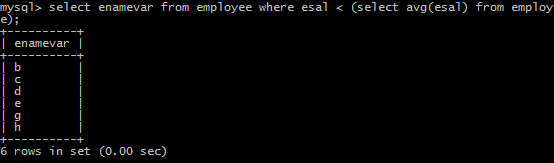 mysql> select enamevar from employee where esal < (select avg(esal) from employ
e);
+----------+
| enamevar |
+----------+
| b        |
| c        |
| d        |
| e        |
| g        |
| h        |
+----------+
6 rows in set (0.00 sec)